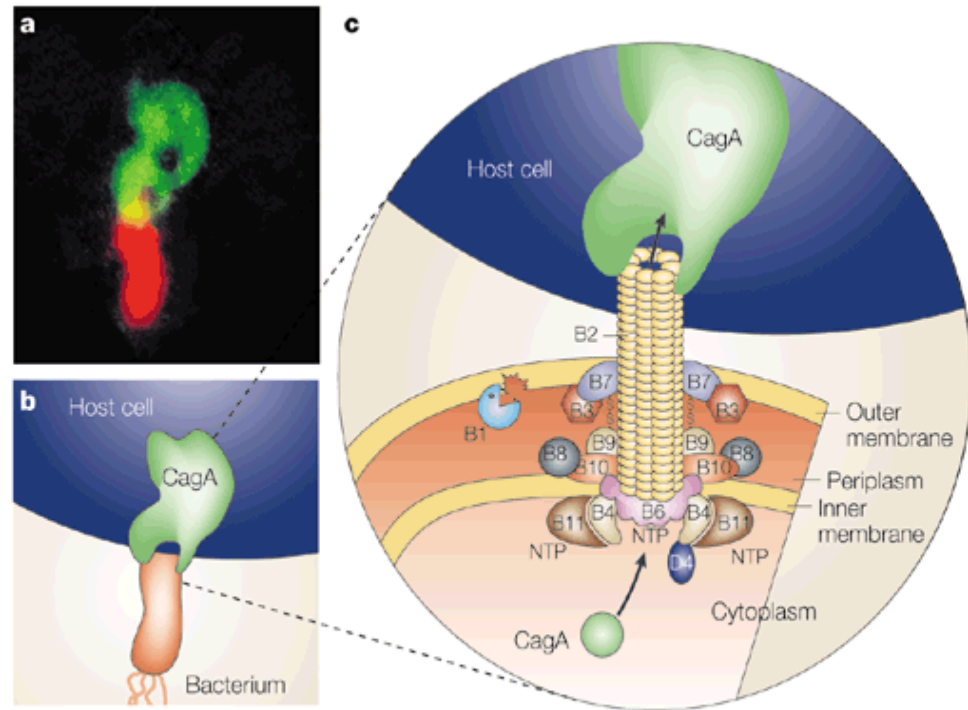 a
b
Host cell
CagA
Bacterium
c
CagA
Host cell
B2
B7
B7
B1
B3
B3
Outer
membrane
B9
B9
B8
B8
B10
B10
Periplasm
Inner
membrane
B4
B6
B4
B11
NTP
B11
NTP
NTP
D4
Cytoplasm
CagA